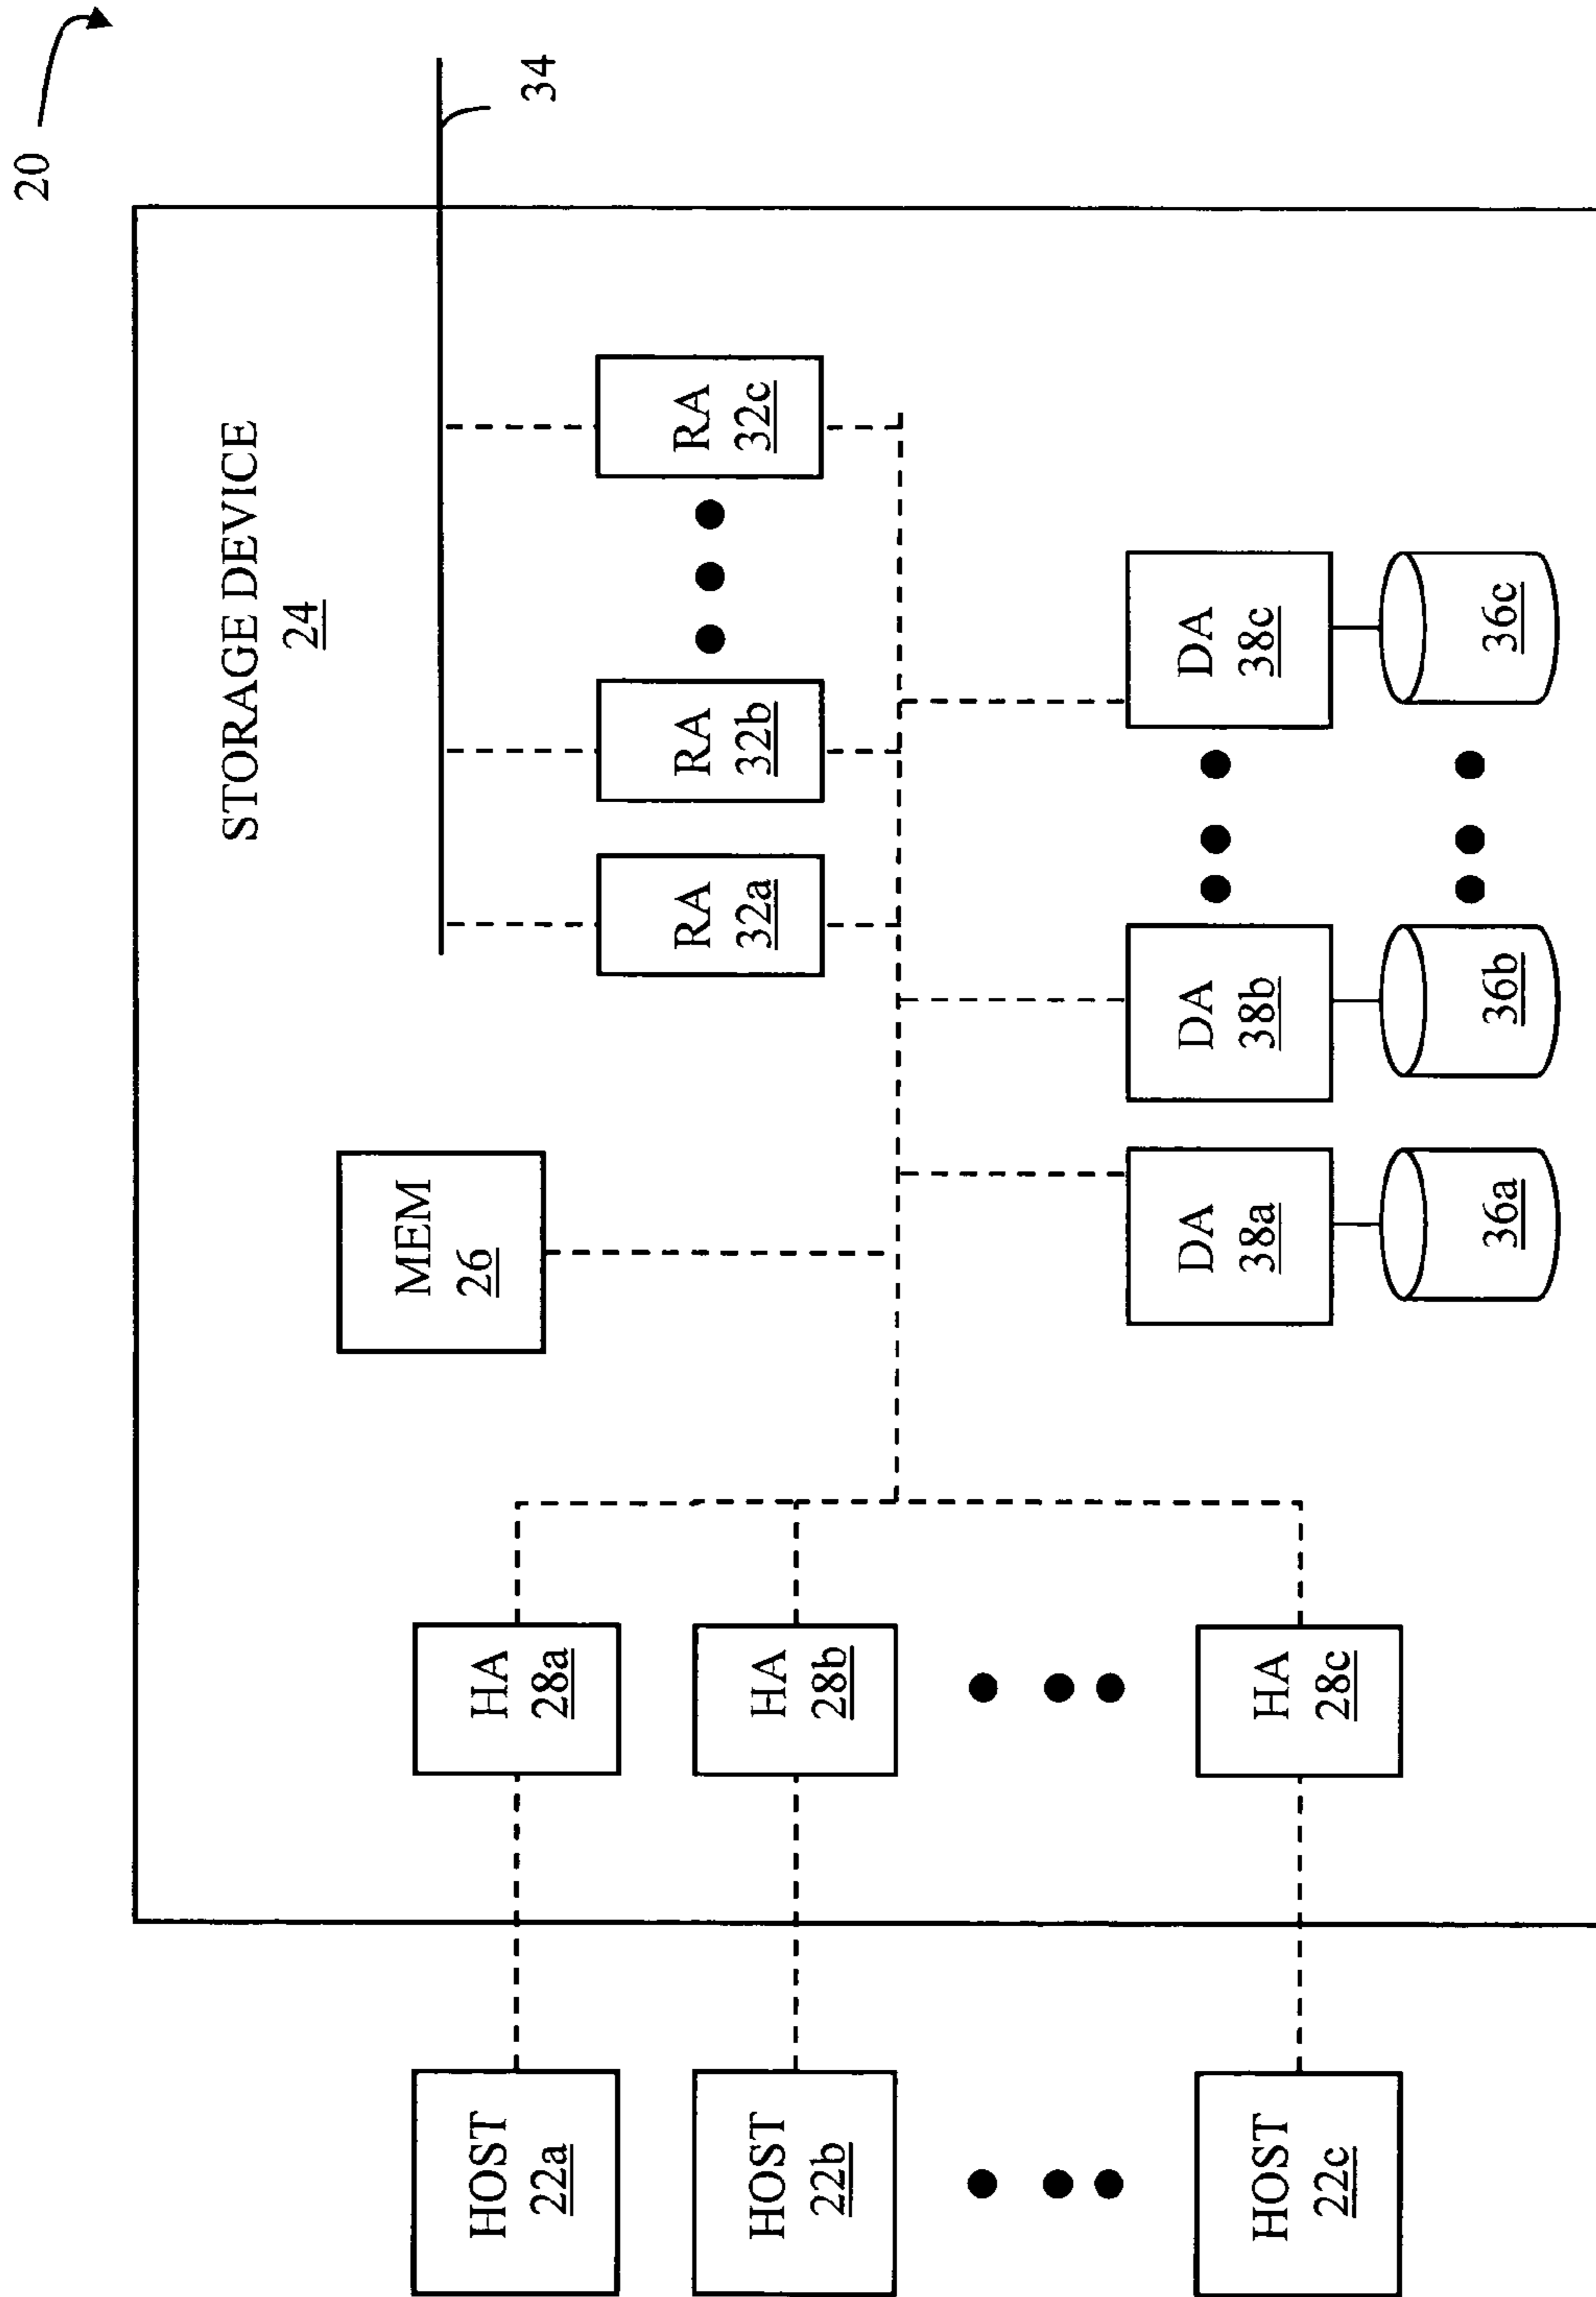 20
STORAGE DEVICE
24
34
MEM
26
RA
32a
RA
32b
RA
32c
HOST
22a
HA
28a
HOST
22b
HA
28b
HOST
22c
HA
28c
DA
38a
DA
38b
DA
38c
36a
36b
36c